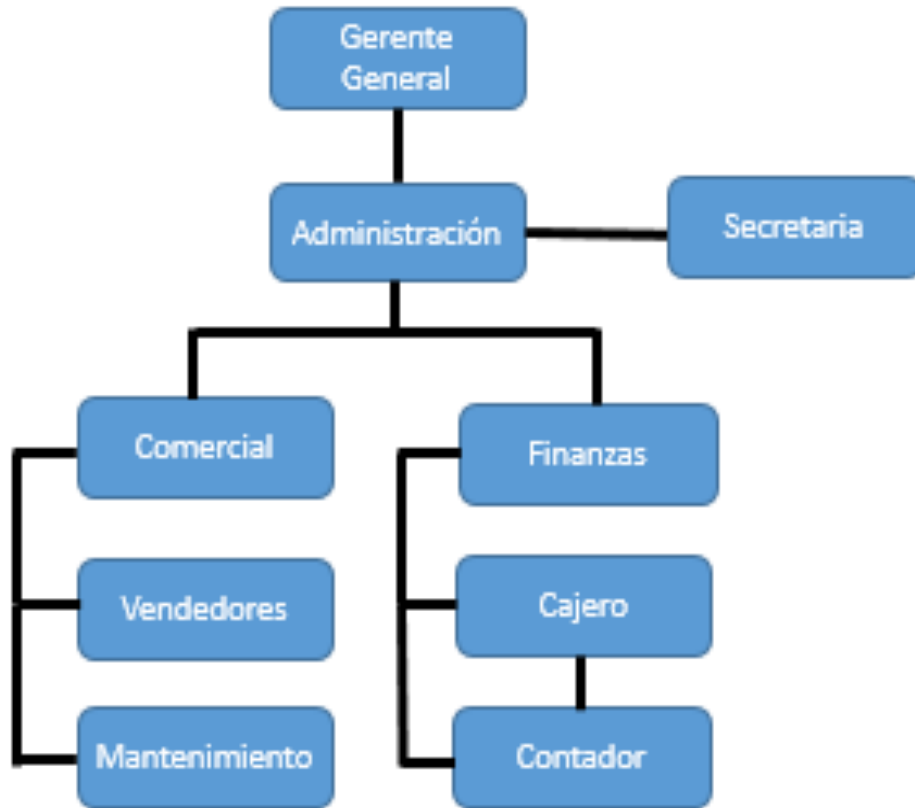 Gerente
General
Administración
Secretaria
Comercial
Finanzas
Vendedores
Cajero
Mantenimiento
Contador